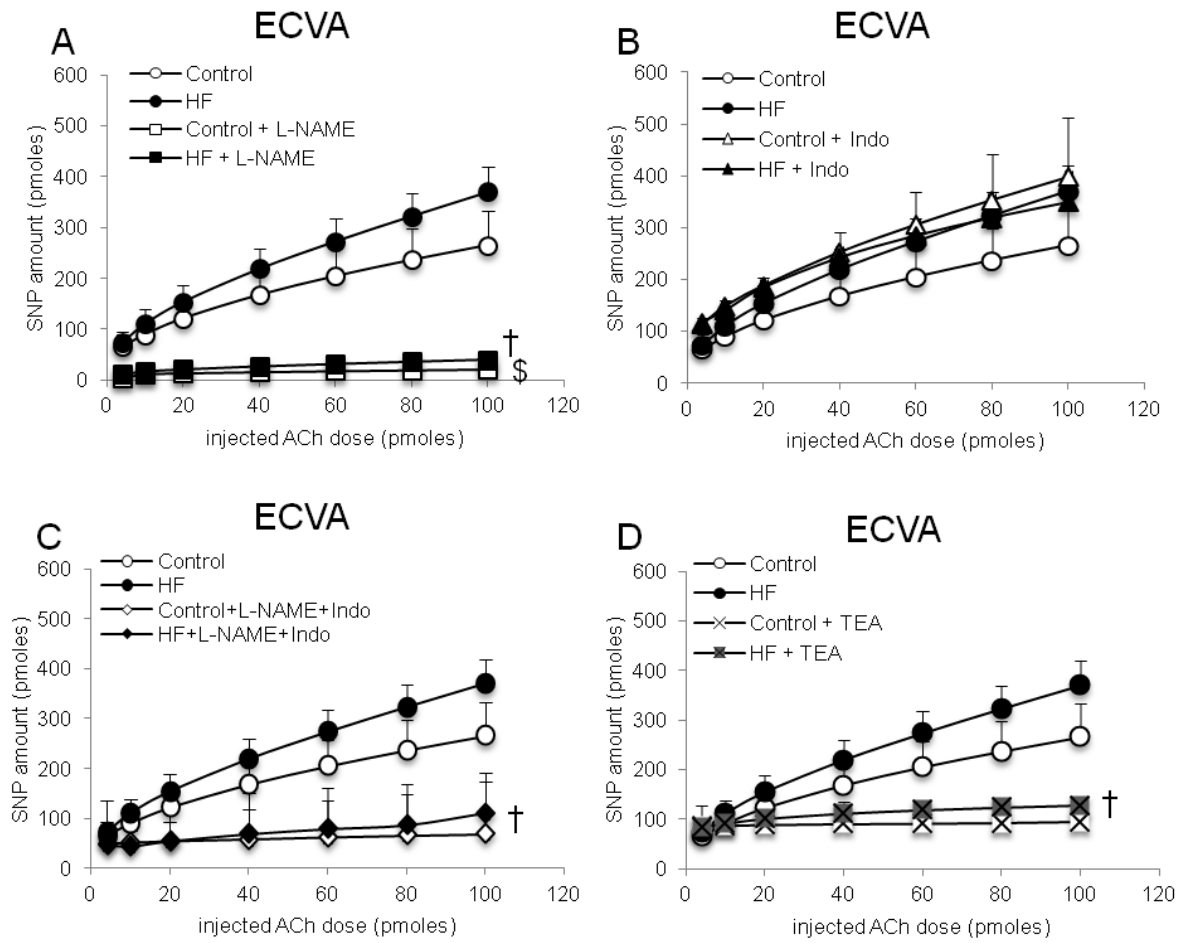 A
ECVA
600
500
400
300
200
100
0
SNP amount (pmoles)
Control
HF
Control + L-NAME
HF + L-NAME
†
$
0 20 40 60 80 100 120
injected ACh dose (pmoles)
B
ECVA
600
500
400
300
200
100
0
SNP amount (pmoles)
Control
HF
Control + Indo
HF + Indo
0 20 40 60 80 100 120
injected ACh dose (pmoles)
C
ECVA
600
500
400
300
200
100
0
SNP amount (pmoles)
Control
HF
Control+L-NAME+Indo
HF+L-NAME+Indo
†
0 20 40 60 80 100 120
injected ACh dose (pmoles)
D
ECVA
600
500
400
300
200
100
0
SNP amount (pmoles)
Control
HF
Control + TEA
HF + TEA
†
0 20 40 60 80 100 120
injected ACh dose (pmoles)